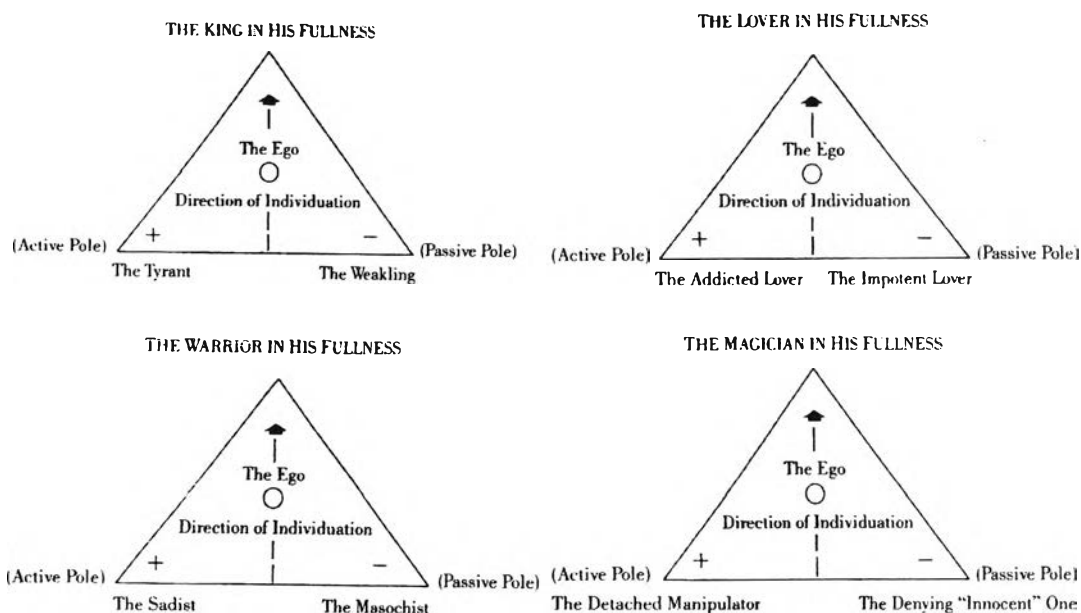 THE KING IN HIS FULLNESS
The Ego
Direction of Individuation
(Active Pole)
+
−
(Passive Pole)
The Tyrant
The Weakling
THE LOVER IN HIS FULLNESS
The Ego
Direction of Individuation
(Active Pole)
+
−
(Passive Pole)
The Addicted Lover
The Impotent Lover
THE WARRIOR IN HIS FULLNESS
The Ego
Direction of Individuation
(Active Pole)
+
−
(Passive Pole)
The Sadist
The Masochist
THE MAGICIAN IN HIS FULLNESS
The Ego
Direction of Individuation
(Active Pole)
+
−
(Passive Pole)
The Detached Manipulator
The Denying “Innocent” One